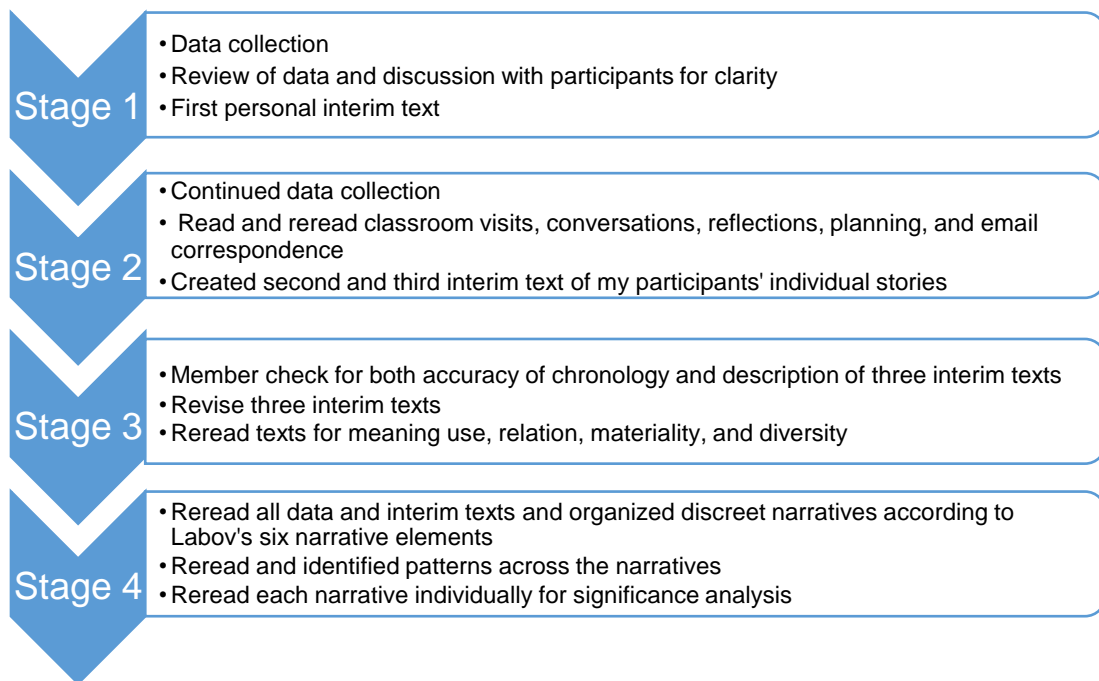 Stage 1
• Data collection
• Review of data and discussion with participants for clarity
• First personal interim text
Stage 2
• Continued data collection
• Read and reread classroom visits, conversations, reflections, planning, and email
correspondence
• Created second and third interim text of my participants' individual stories
Stage 3
• Member check for both accuracy of chronology and description of three interim texts
• Revise three interim texts
• Reread texts for meaning use, relation, materiality, and diversity
Stage 4
• Reread all data and interim texts and organized discreet narratives according to
Labov's six narrative elements
• Reread and identified patterns across the narratives
• Reread each narrative individually for significance analysis